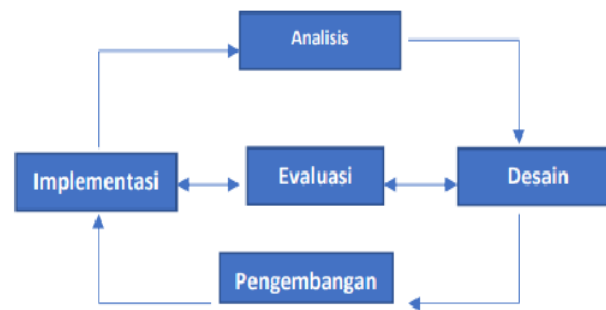 Analisis
Implementasi
Evaluasi
Desain
Pengembangan